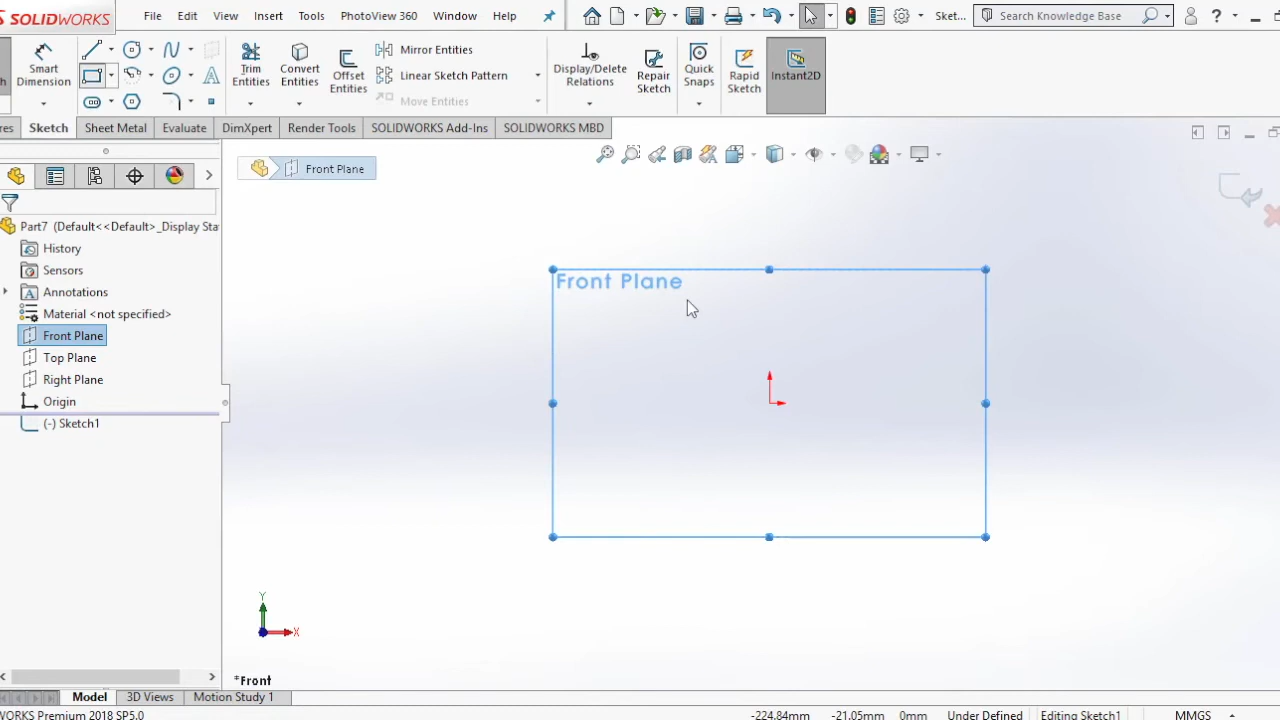 SOLIDWORKS File Edit View Insert Tools PhotoView 360 Window Help Sket... Search Knowledge Base ?
Smart Dimension
Trim Entities
Convert Entities
Offset Entities
Mirror Entities
Linear Sketch Pattern
Move Entities
Display/Delete Relations
Repair Sketch
Quick Snaps
Rapid Sketch
Instant2D
res Sketch Sheet Metal Evaluate DimXpert Render Tools SOLIDWORKS Add-Ins SOLIDWORKS MBD
Front Plane
Part7 (Default<<Default>_Display Sta
History
Sensors
Annotations
Material <not specified>
Front Plane
Top Plane
Right Plane
Origin
(-) Sketch1
Front Plane
Y
X
*Front
Model 3D Views Motion Study 1
WORKS Premium 2018 SP5.0 -224.84mm -21.05mm 0mm Under Defined Editing Sketch1 MMGS